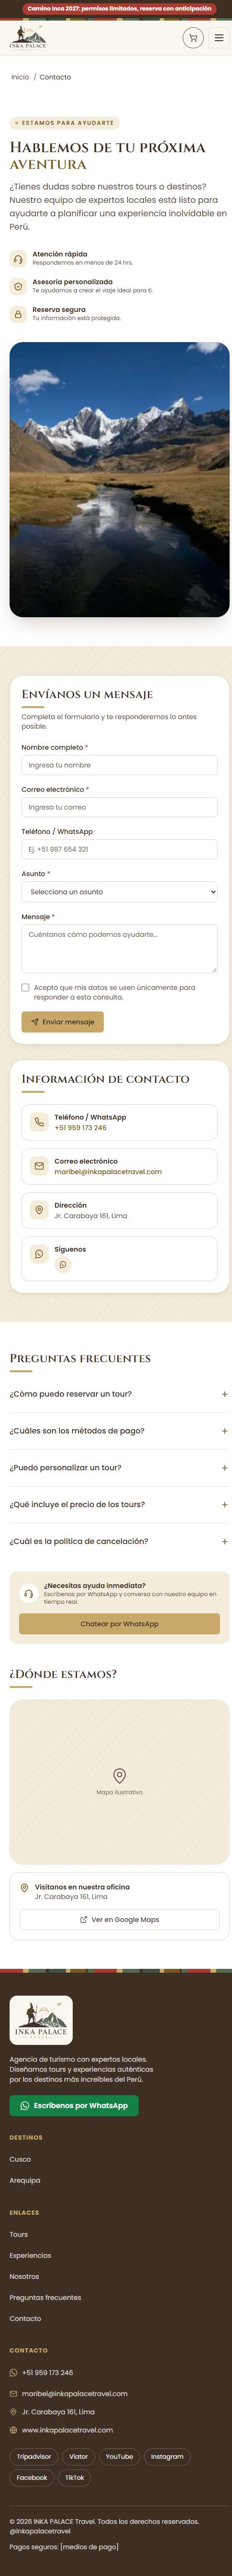 Camino Inca 2027: permisos limitados, reserva con anticipación
INKA PALACE
Inicio / Contacto
ESTAMOS PARA AYUDARTE
Hablemos de tu próxima
aventura
¿Tienes dudas sobre nuestros tours o destinos?
Nuestro equipo de expertos locales está listo para
ayudarte a planificar una experiencia inolvidable en
Perú.
Atención rápida
Respondemos en menos de 24 hrs.
Asesoría personalizada
Te ayudamos a crear el viaje ideal para ti.
Reserva segura
Tu información está protegida.
Envíanos un mensaje
Completa el formulario y te responderemos lo antes
posible.
Nombre completo *
Ingresa tu nombre
Correo electrónico *
Ingresa tu correo
Teléfono / WhatsApp
Ej. +51 987 654 321
Asunto *
Selecciona un asunto
Mensaje *
Cuéntanos cómo podemos ayudarte...
Acepto que mis datos se usen únicamente para
responder a esta consulta.
Enviar mensaje
Información de contacto
Teléfono / WhatsApp
+51 959 173 246
Correo electrónico
maribel@inkapalacetravel.com
Dirección
Jr. Carabaya 161, Lima
Síguenos
Preguntas frecuentes
¿Cómo puedo reservar un tour?
¿Cuáles son los métodos de pago?
¿Puedo personalizar un tour?
¿Qué incluye el precio de los tours?
¿Cuál es la política de cancelación?
¿Necesitas ayuda inmediata?
Escríbenos por WhatsApp y conversa con nuestro equipo en
tiempo real.
Chatear por WhatsApp
¿Dónde estamos?
Mapa ilustrativo
Visítanos en nuestra oficina
Jr. Carabaya 161, Lima
Ver en Google Maps
INKA PALACE
Agencia de turismo con expertos locales.
Diseñamos tours y experiencias auténticas
por los destinos más increíbles del Perú.
Escríbenos por WhatsApp
DESTINOS
Cusco
Arequipa
ENLACES
Tours
Experiencias
Nosotros
Preguntas frecuentes
Contacto
CONTACTO
+51 959 173 246
maribel@inkapalacetravel.com
Jr. Carabaya 161, Lima
www.inkapalacetravel.com
Tripadvisor Viator YouTube Instagram
Facebook TikTok
© 2026 INKA PALACE Travel. Todos los derechos reservados.
@inkapalacetravel
Pagos seguros: [medios de pago]